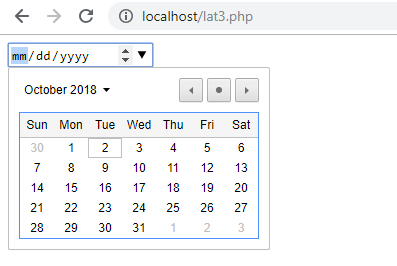 localhost/lat3.php
mm/dd/yyyy
October 2018
Sun Mon Tue Wed Thu Fri Sat
30 1 2 3 4 5 6
7 8 9 10 11 12 13
14 15 16 17 18 19 20
21 22 23 24 25 26 27
28 29 30 31 1 2 3